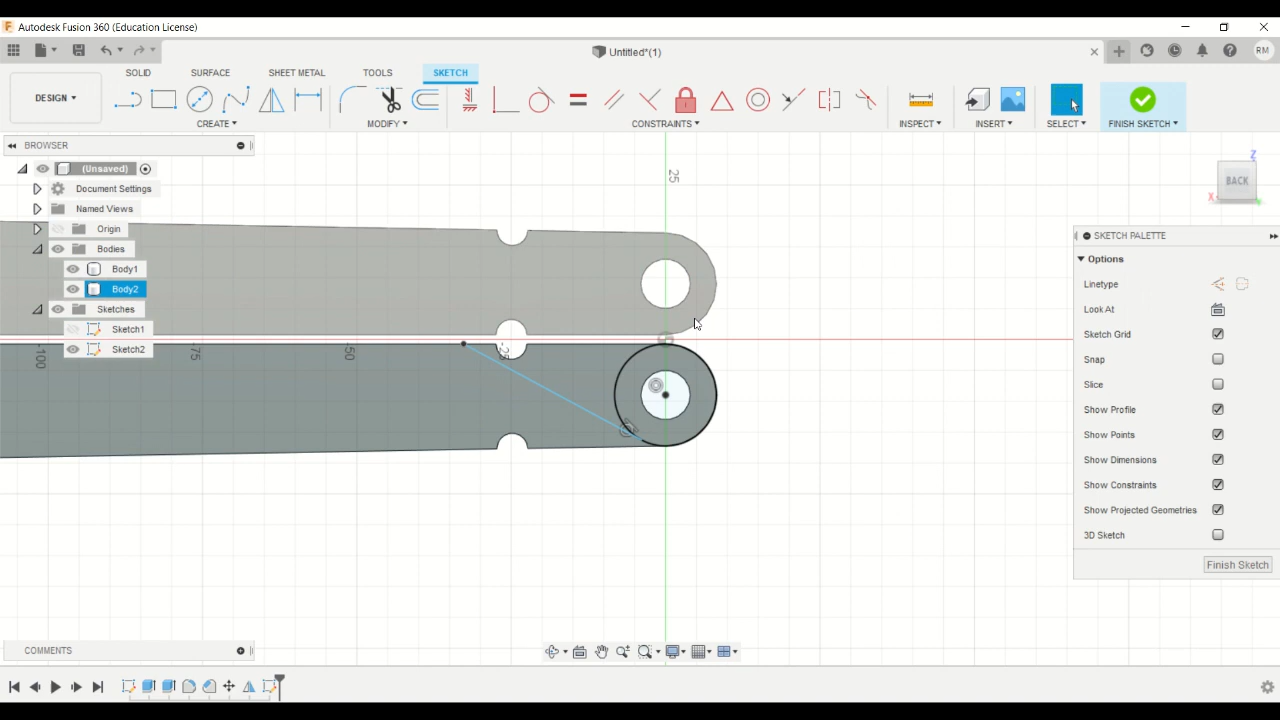 Autodesk Fusion 360 (Education License)
Untitled*(1)
RM
SOLID SURFACE SHEET METAL TOOLS SKETCH
DESIGN
CREATE MODIFY CONSTRAINTS INSPECT INSERT SELECT FINISH SKETCH
BROWSER
(Unsaved)
Document Settings
Named Views
Origin
Bodies
Body1
Body2
Sketches
Sketch1
Sketch2
25
-100
-75
-50
-25
BACK
Z
X
SKETCH PALETTE
Options
Linetype
Look At
Sketch Grid
Snap
Slice
Show Profile
Show Points
Show Dimensions
Show Constraints
Show Projected Geometries
3D Sketch
Finish Sketch
COMMENTS